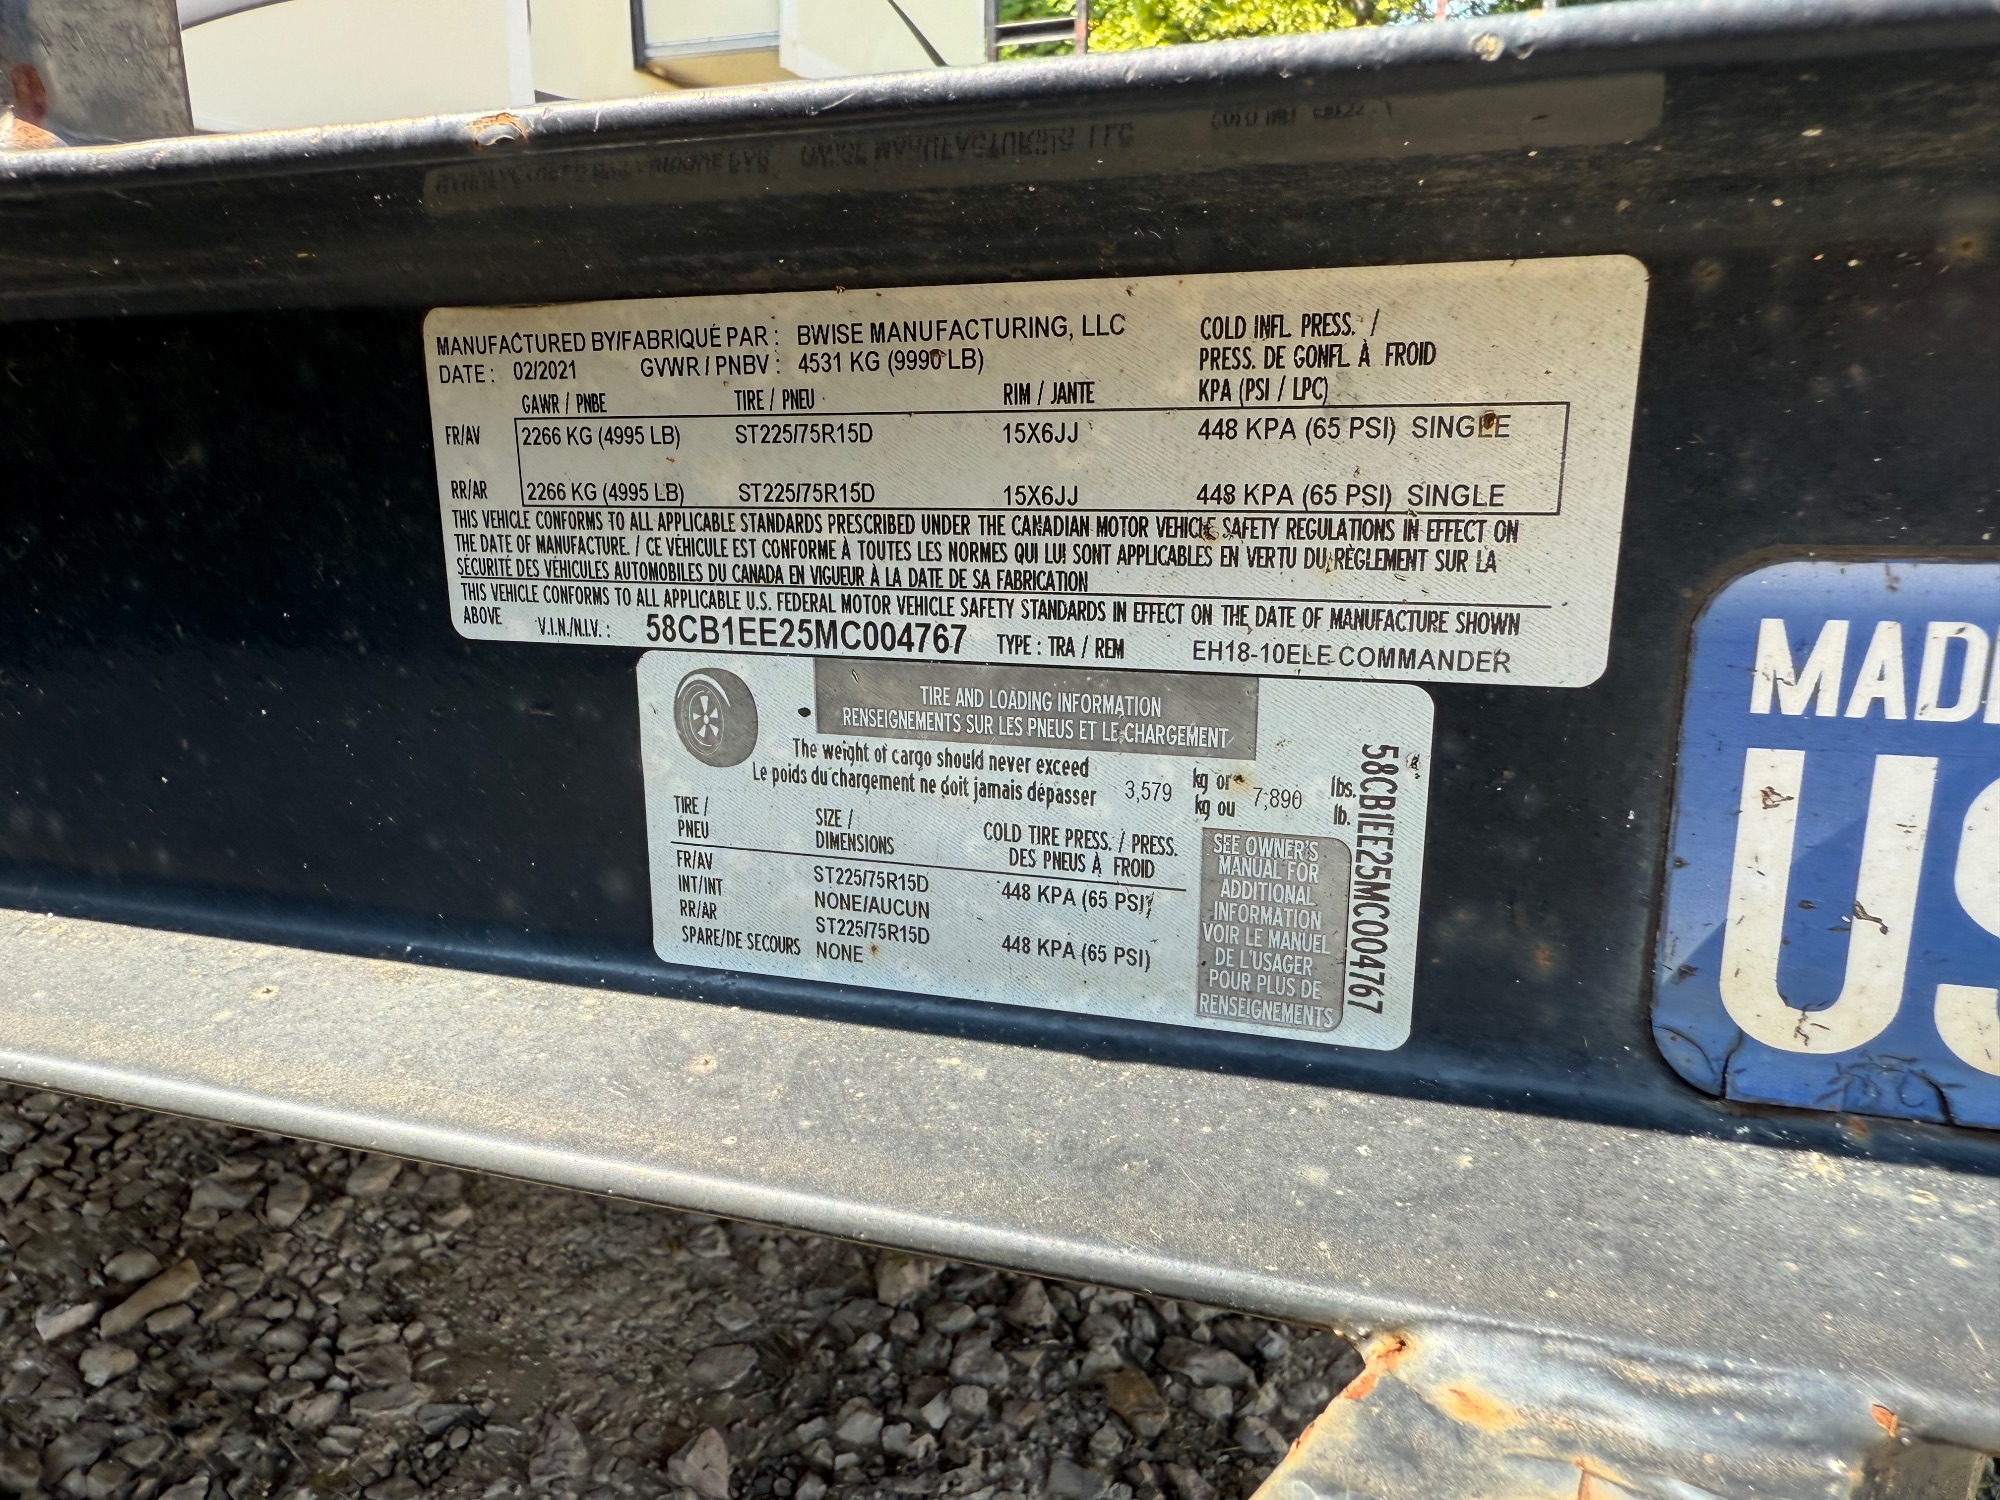 MANUFACTURED BY/FABRIQUÉ PAR : BWISE MANUFACTURING, LLC
DATE : 02/2021 GVWR / PNBV : 4531 KG (9990 LB)
COLD INFL. PRESS. /
PRESS. DE GONFL. À FROID
GAWR / PNBE TIRE / PNEU RIM / JANTE KPA (PSI / LPC)
FR/AV 2266 KG (4995 LB) ST225/75R15D 15X6JJ 448 KPA (65 PSI) SINGLE
RR/AR 2266 KG (4995 LB) ST225/75R15D 15X6JJ 448 KPA (65 PSI) SINGLE
THIS VEHICLE CONFORMS TO ALL APPLICABLE STANDARDS PRESCRIBED UNDER THE CANADIAN MOTOR VEHICLE SAFETY REGULATIONS IN EFFECT ON
THE DATE OF MANUFACTURE. / CE VÉHICULE EST CONFORME À TOUTES LES NORMES QUI LUI SONT APPLICABLES EN VERTU DU RÈGLEMENT SUR LA
SÉCURITÉ DES VÉHICULES AUTOMOBILES DU CANADA EN VIGUEUR À LA DATE DE SA FABRICATION
THIS VEHICLE CONFORMS TO ALL APPLICABLE U.S. FEDERAL MOTOR VEHICLE SAFETY STANDARDS IN EFFECT ON THE DATE OF MANUFACTURE SHOWN
ABOVE
V.I.N./N.I.V. : 58CB1EE25MC004767 TYPE : TRA / REM EH18-10ELE COMMANDER
TIRE AND LOADING INFORMATION
RENSEIGNEMENTS SUR LES PNEUS ET LE CHARGEMENT
The weight of cargo should never exceed
Le poids du chargement ne doit jamais dépasser
3,579 kg or 7,890 lbs.
kg ou lb.
TIRE /
PNEU
SIZE /
DIMENSIONS
COLD TIRE PRESS. / PRESS.
DES PNEUS À FROID
FR/AV ST225/75R15D 448 KPA (65 PSI)
INT/INT NONE/AUCUN
RR/AR ST225/75R15D 448 KPA (65 PSI)
SPARE/DE SECOURS NONE
SEE OWNER'S
MANUAL FOR
ADDITIONAL
INFORMATION
VOIR LE MANUEL
DE L'USAGER
POUR PLUS DE
RENSEIGNEMENTS
58CB1EE25MC004767
MAD
US